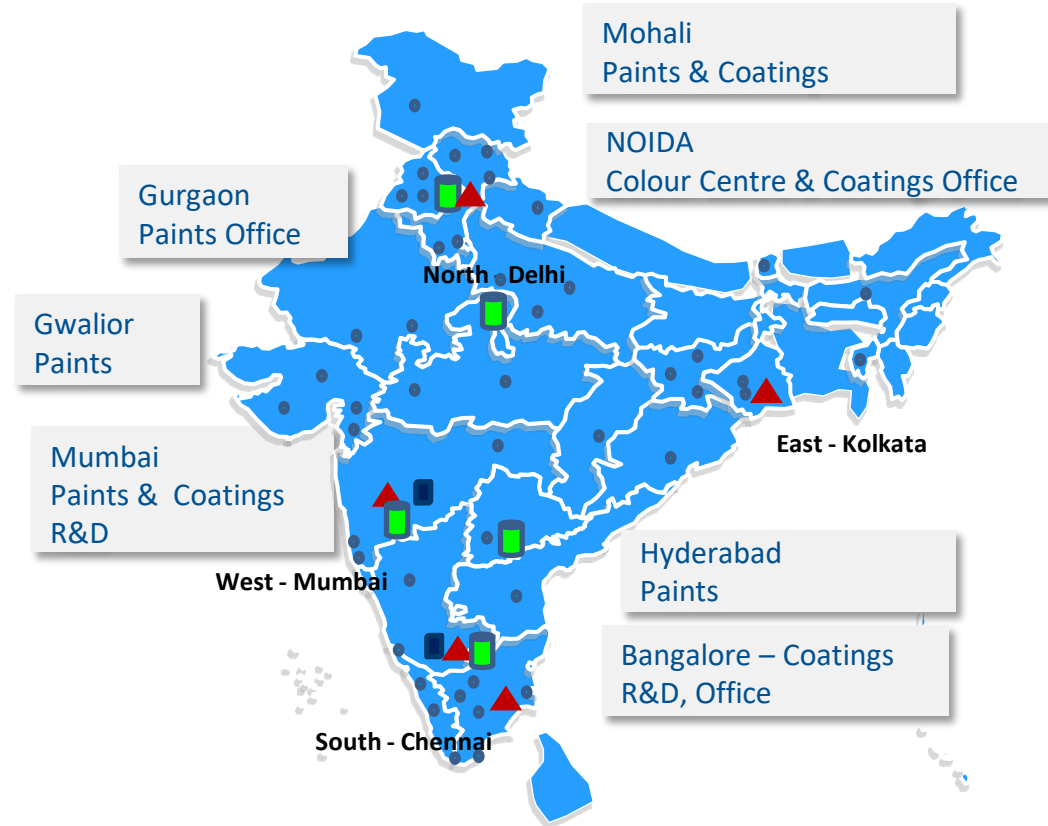 Mohali
Paints & Coatings
NOIDA
Colour Centre & Coatings Office
Gurgaon
Paints Office
North - Delhi
Gwalior
Paints
East - Kolkata
Mumbai
Paints & Coatings
R&D
West - Mumbai
Hyderabad
Paints
Bangalore – Coatings
R&D, Office
South - Chennai